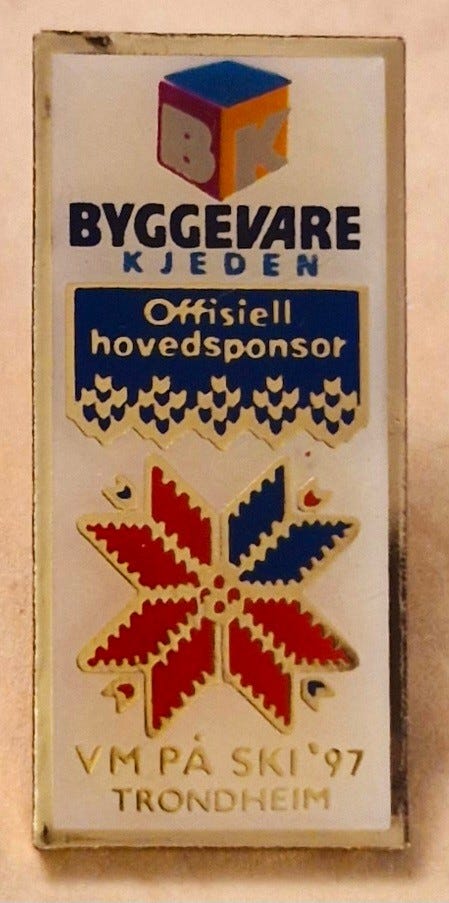 BK
BYGGEVARE
KJEDEN
Offisiell
hovedsponsor
VM PÅ SKI '97
TRONDHEIM